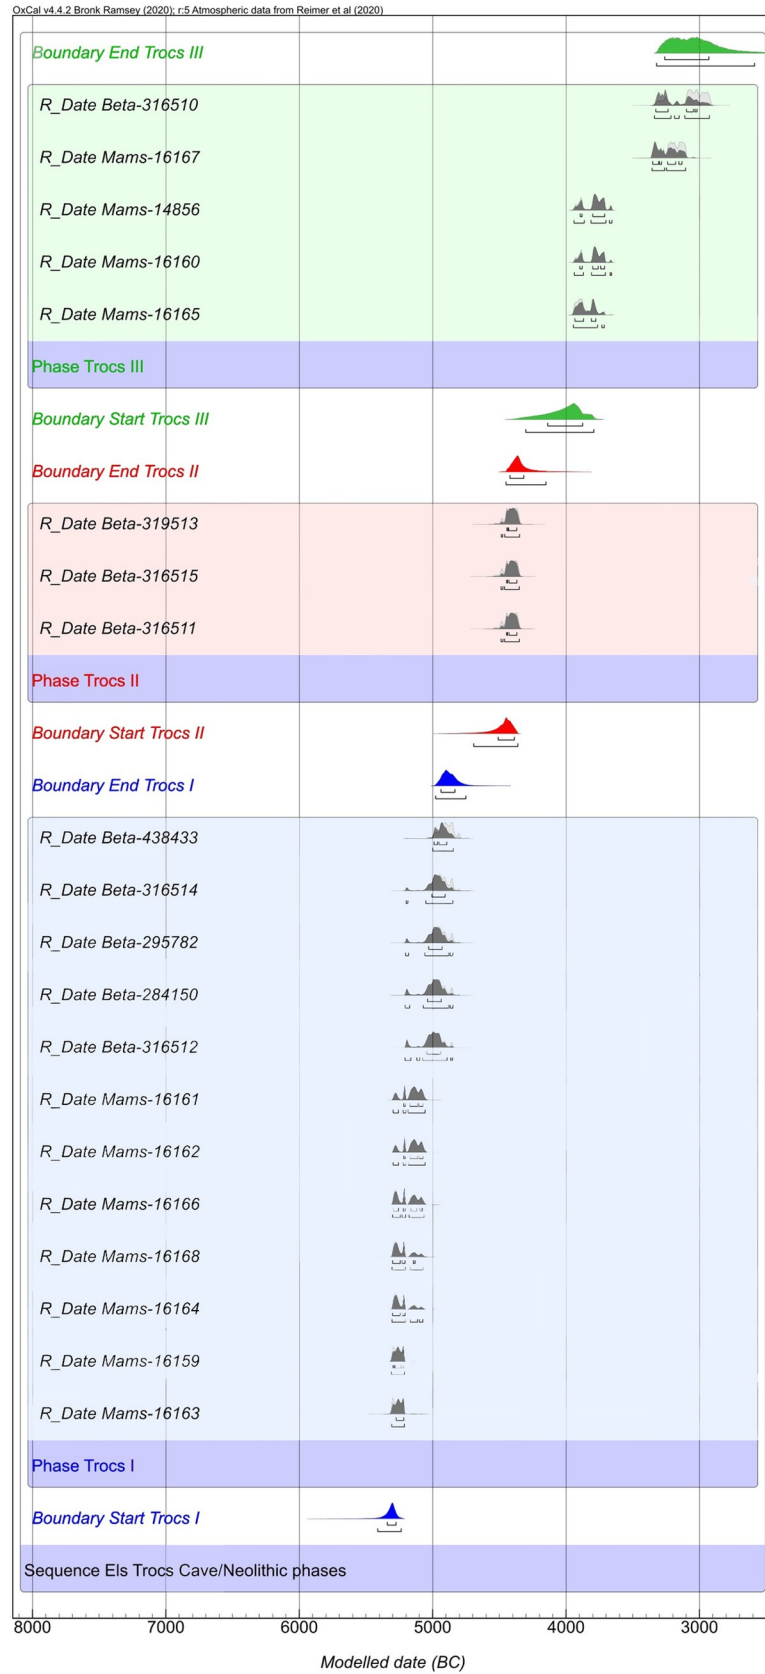 OxCal v4.4.2 Bronk Ramsey (2020); r:5 Atmospheric data from Reimer et al (2020)
Boundary End Trocs III
R_Date Beta-316510
R_Date Mams-16167
R_Date Mams-14856
R_Date Mams-16160
R_Date Mams-16165
Phase Trocs III
Boundary Start Trocs III
Boundary End Trocs II
R_Date Beta-319513
R_Date Beta-316515
R_Date Beta-316511
Phase Trocs II
Boundary Start Trocs II
Boundary End Trocs I
R_Date Beta-438433
R_Date Beta-316514
R_Date Beta-295782
R_Date Beta-284150
R_Date Beta-316512
R_Date Mams-16161
R_Date Mams-16162
R_Date Mams-16166
R_Date Mams-16168
R_Date Mams-16164
R_Date Mams-16159
R_Date Mams-16163
Phase Trocs I
Boundary Start Trocs I
Sequence Els Trocs Cave/Neolithic phases
8000 7000 6000 5000 4000 3000
Modelled date (BC)